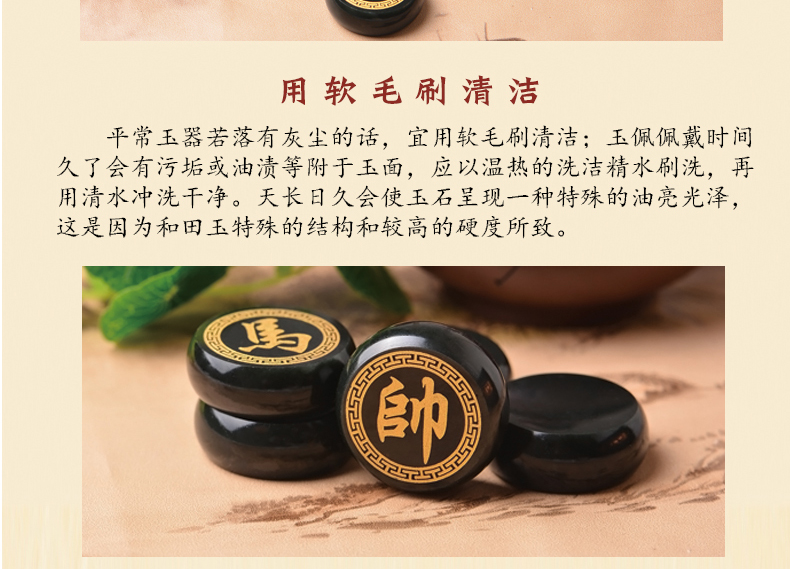 用软毛刷清洁
平常玉器若落有灰尘的话，宜用软毛刷清洁；玉佩佩戴时间
久了会有污垢或油渍等附于玉面，应以温热的洗洁精水刷洗，再
用清水冲洗干净。天长日久会使玉石呈现一种特殊的油亮光泽，
这是因为和田玉特殊的结构和较高的硬度所致。
馬
帥